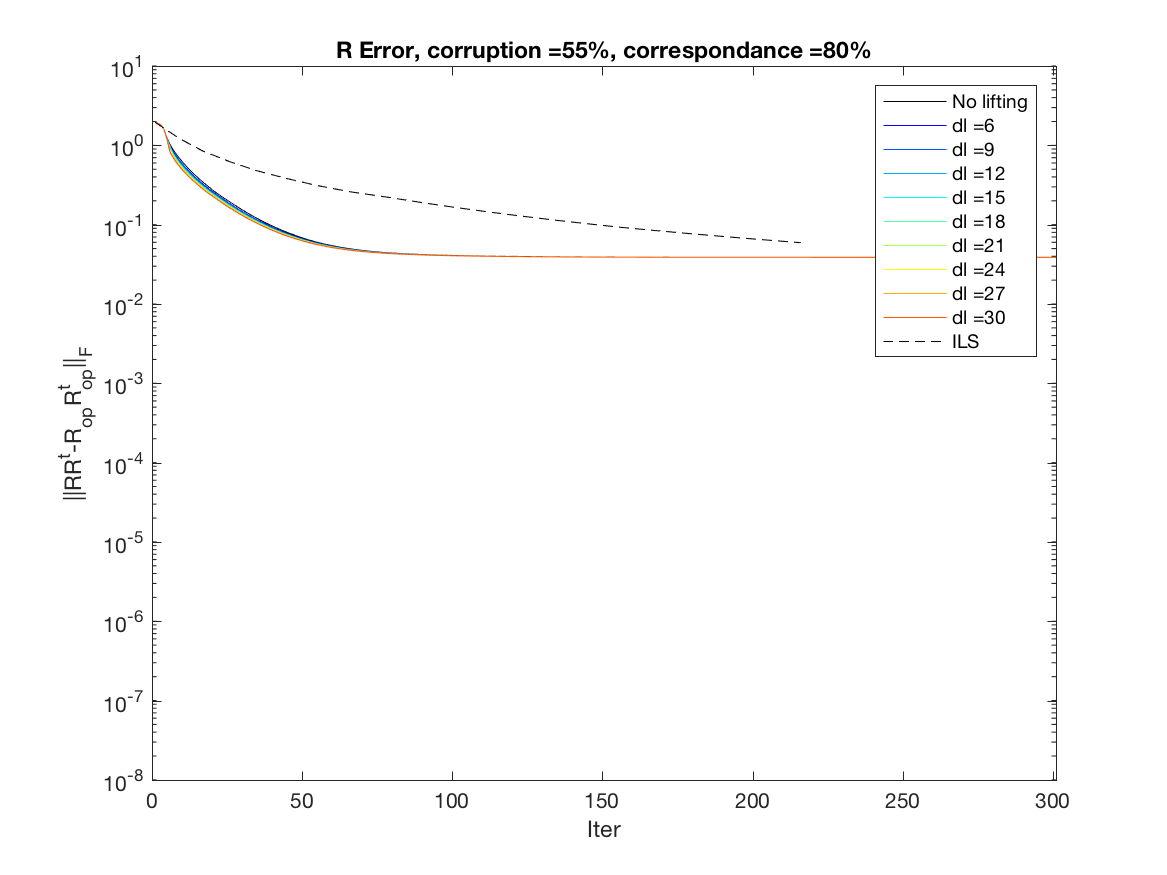 R Error, corruption =55%, correspondance =80%
10^1
10^0
10^-1
10^-2
10^-3
10^-4
10^-5
10^-6
10^-7
10^-8
||RR^t-R_op R_op^t||_F
No lifting
dl =6
dl =9
dl =12
dl =15
dl =18
dl =21
dl =24
dl =27
dl =30
ILS
0 50 100 150 200 250 300
Iter